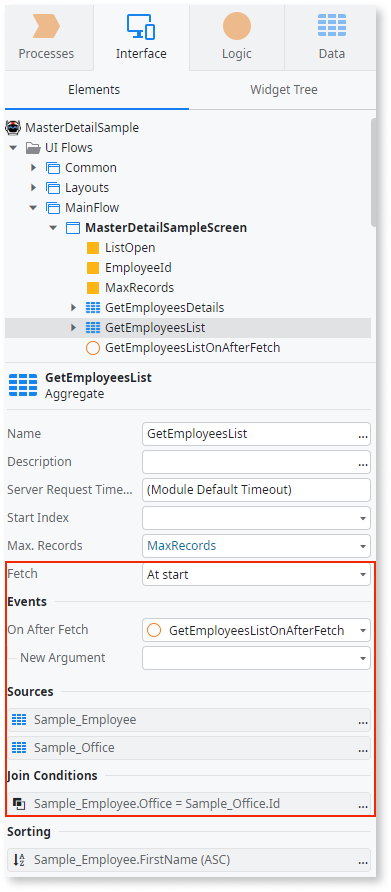 Processes
Interface
Logic
Data
Elements
Widget Tree
MasterDetailSample
UI Flows
Common
Layouts
MainFlow
MasterDetailSampleScreen
ListOpen
EmployeeId
MaxRecords
GetEmployeesDetails
GetEmployeesList
GetEmployeesListOnAfterFetch
GetEmployeesList
Aggregate
Name GetEmployeesList ...
Description ...
Server Request Time... (Module Default Timeout)
Start Index
Max. Records MaxRecords
Fetch At start
Events
On After Fetch GetEmployeesListOnAfterFetch
New Argument
Sources
Sample_Employee ...
Sample_Office ...
Join Conditions
Sample_Employee.Office = Sample_Office.Id ...
Sorting
Sample_Employee.FirstName (ASC) ...